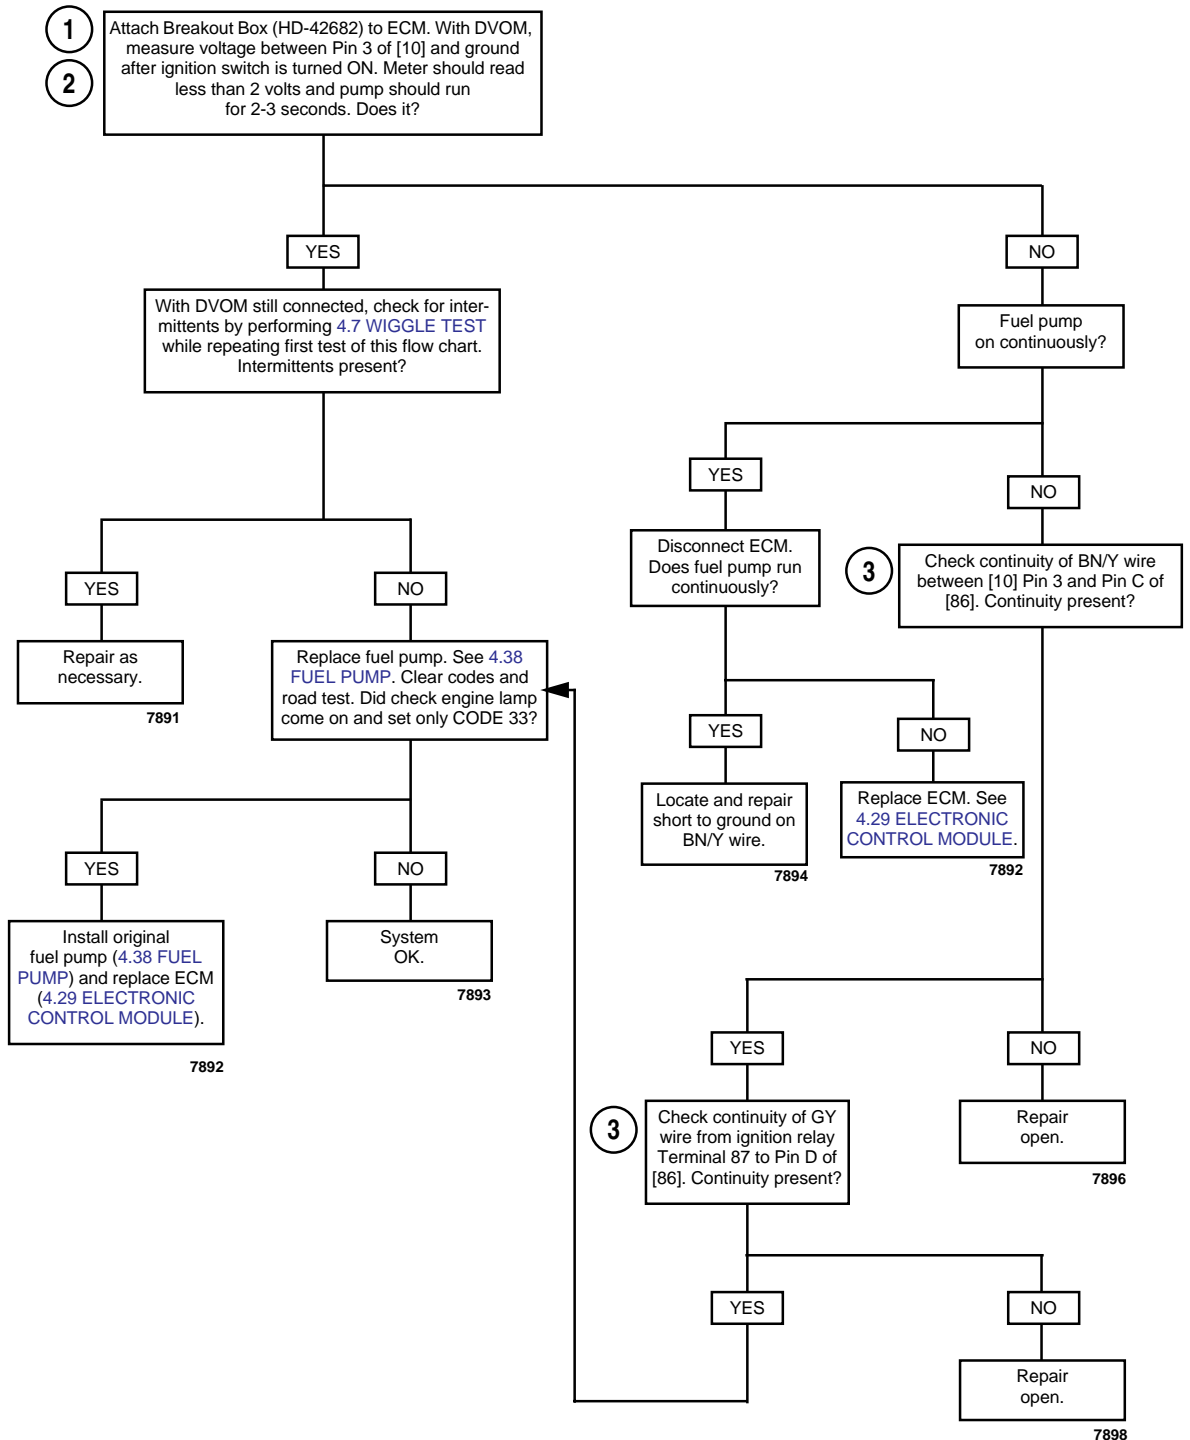 1
2
Attach Breakout Box (HD-42682) to ECM. With DVOM,
measure voltage between Pin 3 of [10] and ground
after ignition switch is turned ON. Meter should read
less than 2 volts and pump should run
for 2-3 seconds. Does it?
YES
NO
With DVOM still connected, check for inter-
mittents by performing 4.7 WIGGLE TEST
while repeating first test of this flow chart.
Intermittents present?
Fuel pump
on continuously?
YES
NO
Disconnect ECM.
Does fuel pump run
continuously?
3
Check continuity of BN/Y wire
between [10] Pin 3 and Pin C of
[86]. Continuity present?
YES
NO
Repair as
necessary.
7891
Replace fuel pump. See 4.38
FUEL PUMP. Clear codes and
road test. Did check engine lamp
come on and set only CODE 33?
YES
NO
Locate and repair
short to ground on
BN/Y wire.
7894
Replace ECM. See
4.29 ELECTRONIC
CONTROL MODULE.
7892
YES
NO
Install original
fuel pump (4.38 FUEL
PUMP) and replace ECM
(4.29 ELECTRONIC
CONTROL MODULE).
7892
System
OK.
7893
YES
NO
3
Check continuity of GY
wire from ignition relay
Terminal 87 to Pin D of
[86]. Continuity present?
Repair
open.
7896
YES
NO
Repair
open.
7898